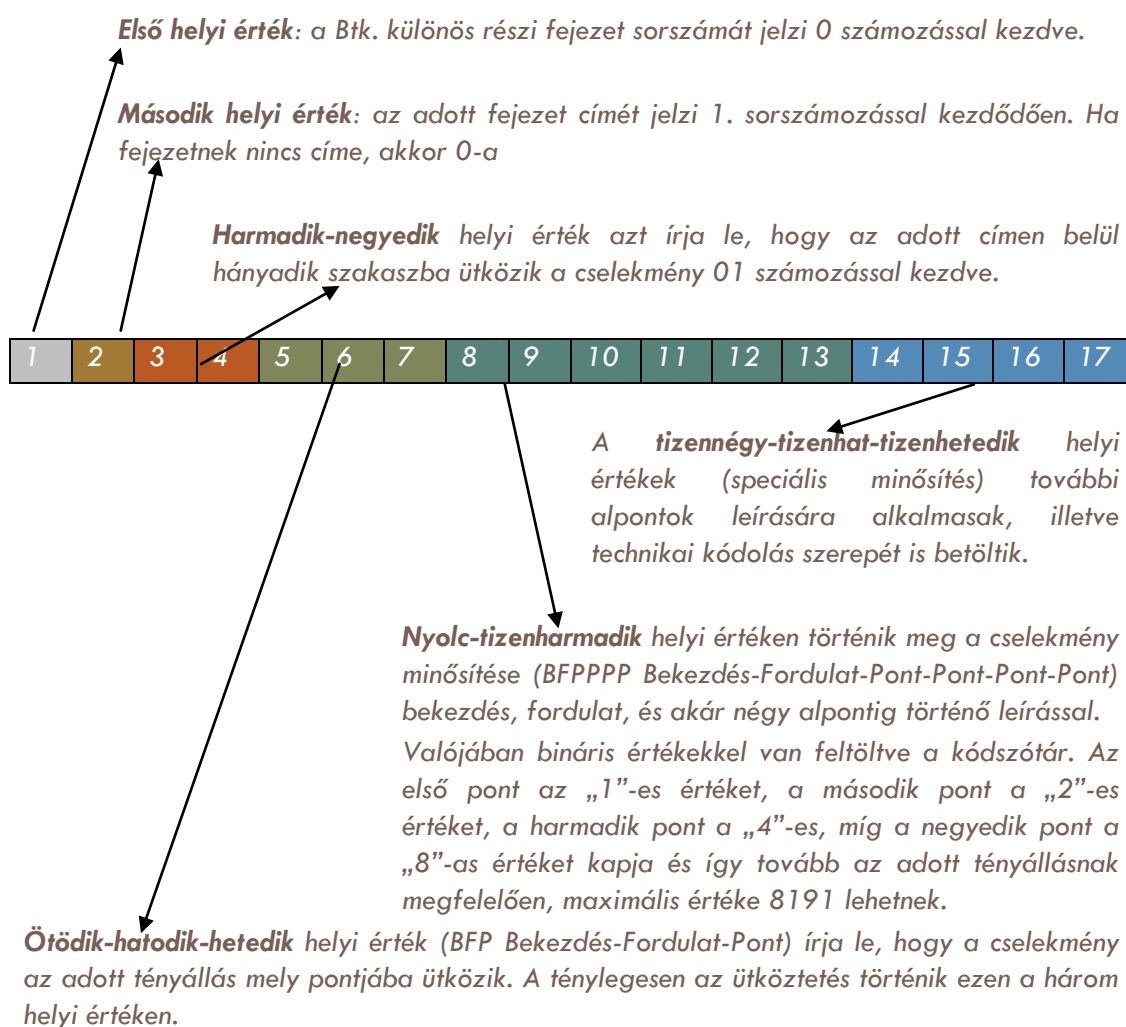 Első helyi érték: a Btk. különös részi fejezet sorszámát jelzi 0 számozással kezdve.
Második helyi érték: az adott fejezet címét jelzi 1. sorszámozással kezdődően. Ha
fejezetnek nincs címe, akkor 0-a
Harmadik-negyedik helyi érték azt írja le, hogy az adott címen belül
hányadik szakaszba ütközik a cselekmény 01 számozással kezdve.
1 2 3 4 5 6 7 8 9 10 11 12 13 14 15 16 17
A tizennégy-tizenhat-tizenhetedik helyi
értékek (speciális minősítés) további
alpontok leírására alkalmasak, illetve
technikai kódolás szerepét is betöltik.
Nyolc-tizenharmadik helyi értéken történik meg a cselekmény
minősítése (BFPPPP Bekezdés-Fordulat-Pont-Pont-Pont-Pont)
bekezdés, fordulat, és akár négy alpontig történő leírással.
Valójában bináris értékekkel van feltöltve a kódszótár. Az
első pont az „1”-es értéket, a második pont a „2”-es
értéket, a harmadik pont a „4”-es, míg a negyedik pont a
„8”-as értéket kapja és így tovább az adott tényállásnak
megfelelően, maximális értéke 8191 lehetnek.
Ötödik-hatodik-hetedik helyi érték (BFP Bekezdés-Fordulat-Pont) írja le, hogy a cselekmény
az adott tényállás mely pontjába ütközik. A ténylegesen az ütköztetés történik ezen a három
helyi értéken.